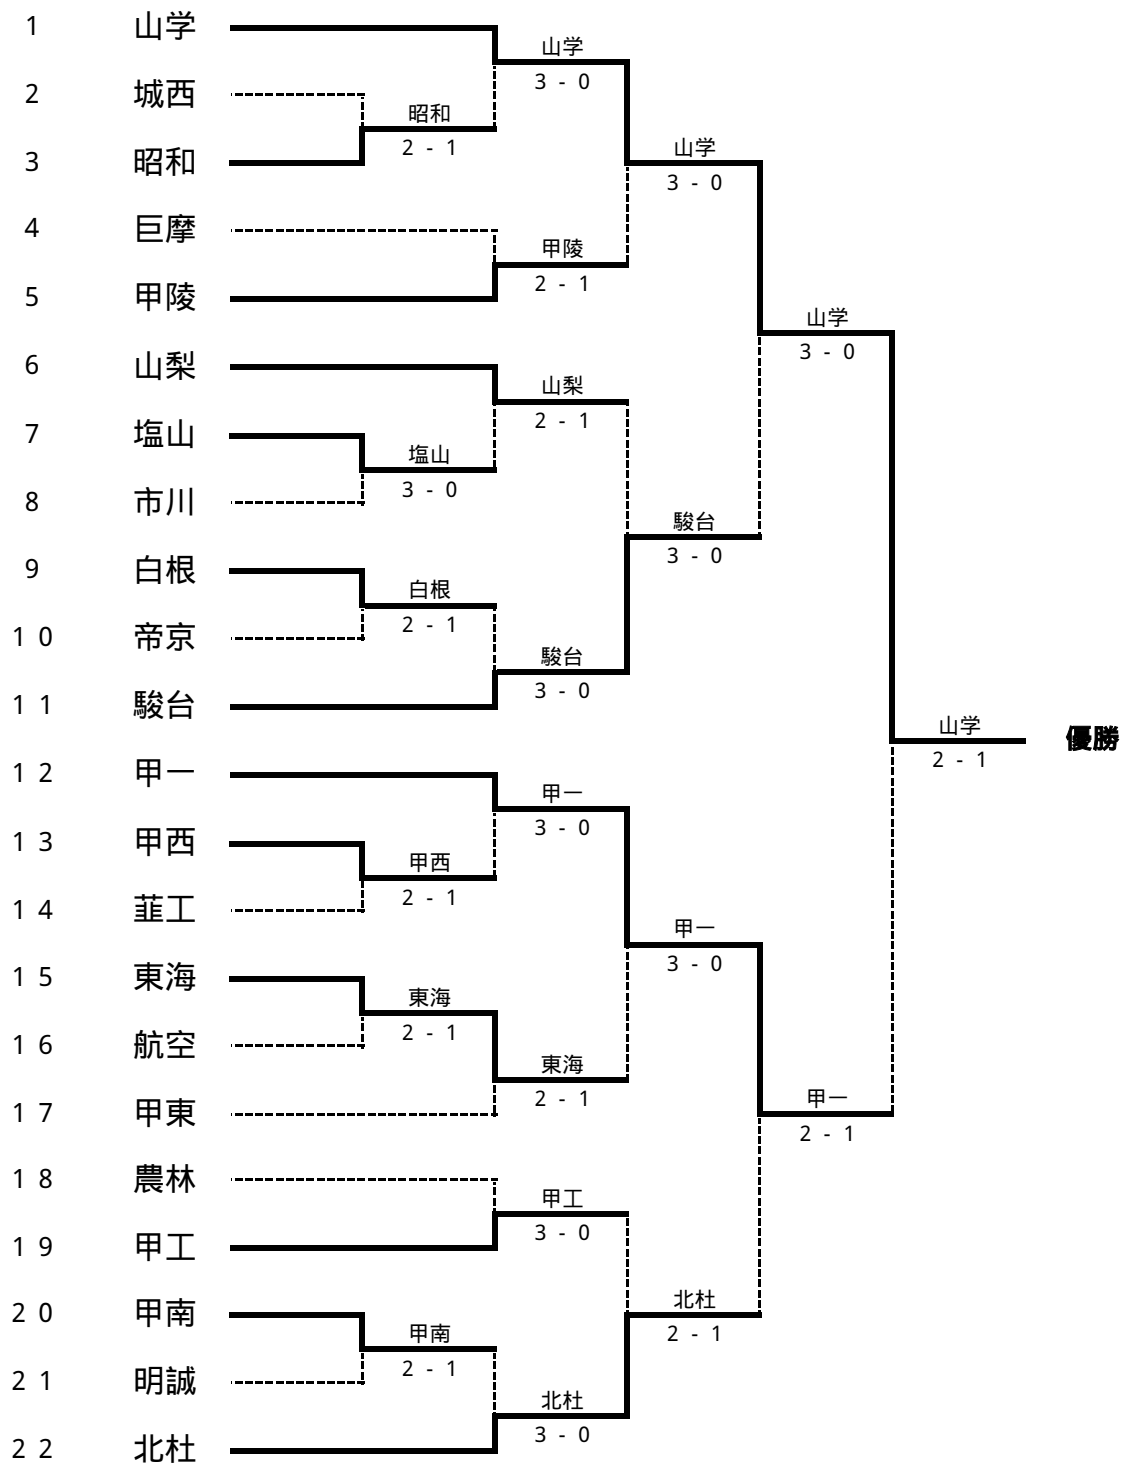 1 山学
山学
3 - 0
2 城西
昭和
2 - 1
3 昭和
山学
3 - 0
4 巨摩
甲陵
2 - 1
5 甲陵
山学
3 - 0
6 山梨
山梨
2 - 1
7 塩山
塩山
3 - 0
8 市川
駿台
3 - 0
9 白根
白根
2 - 1
10 帝京
駿台
3 - 0
11 駿台
山学
2 - 1
優勝
12 甲一
甲一
3 - 0
13 甲西
甲西
2 - 1
14 韮工
甲一
3 - 0
15 東海
東海
2 - 1
16 航空
東海
2 - 1
17 甲東
甲一
2 - 1
18 農林
甲工
3 - 0
19 甲工
北杜
2 - 1
20 甲南
甲南
2 - 1
21 明誠
北杜
3 - 0
22 北杜